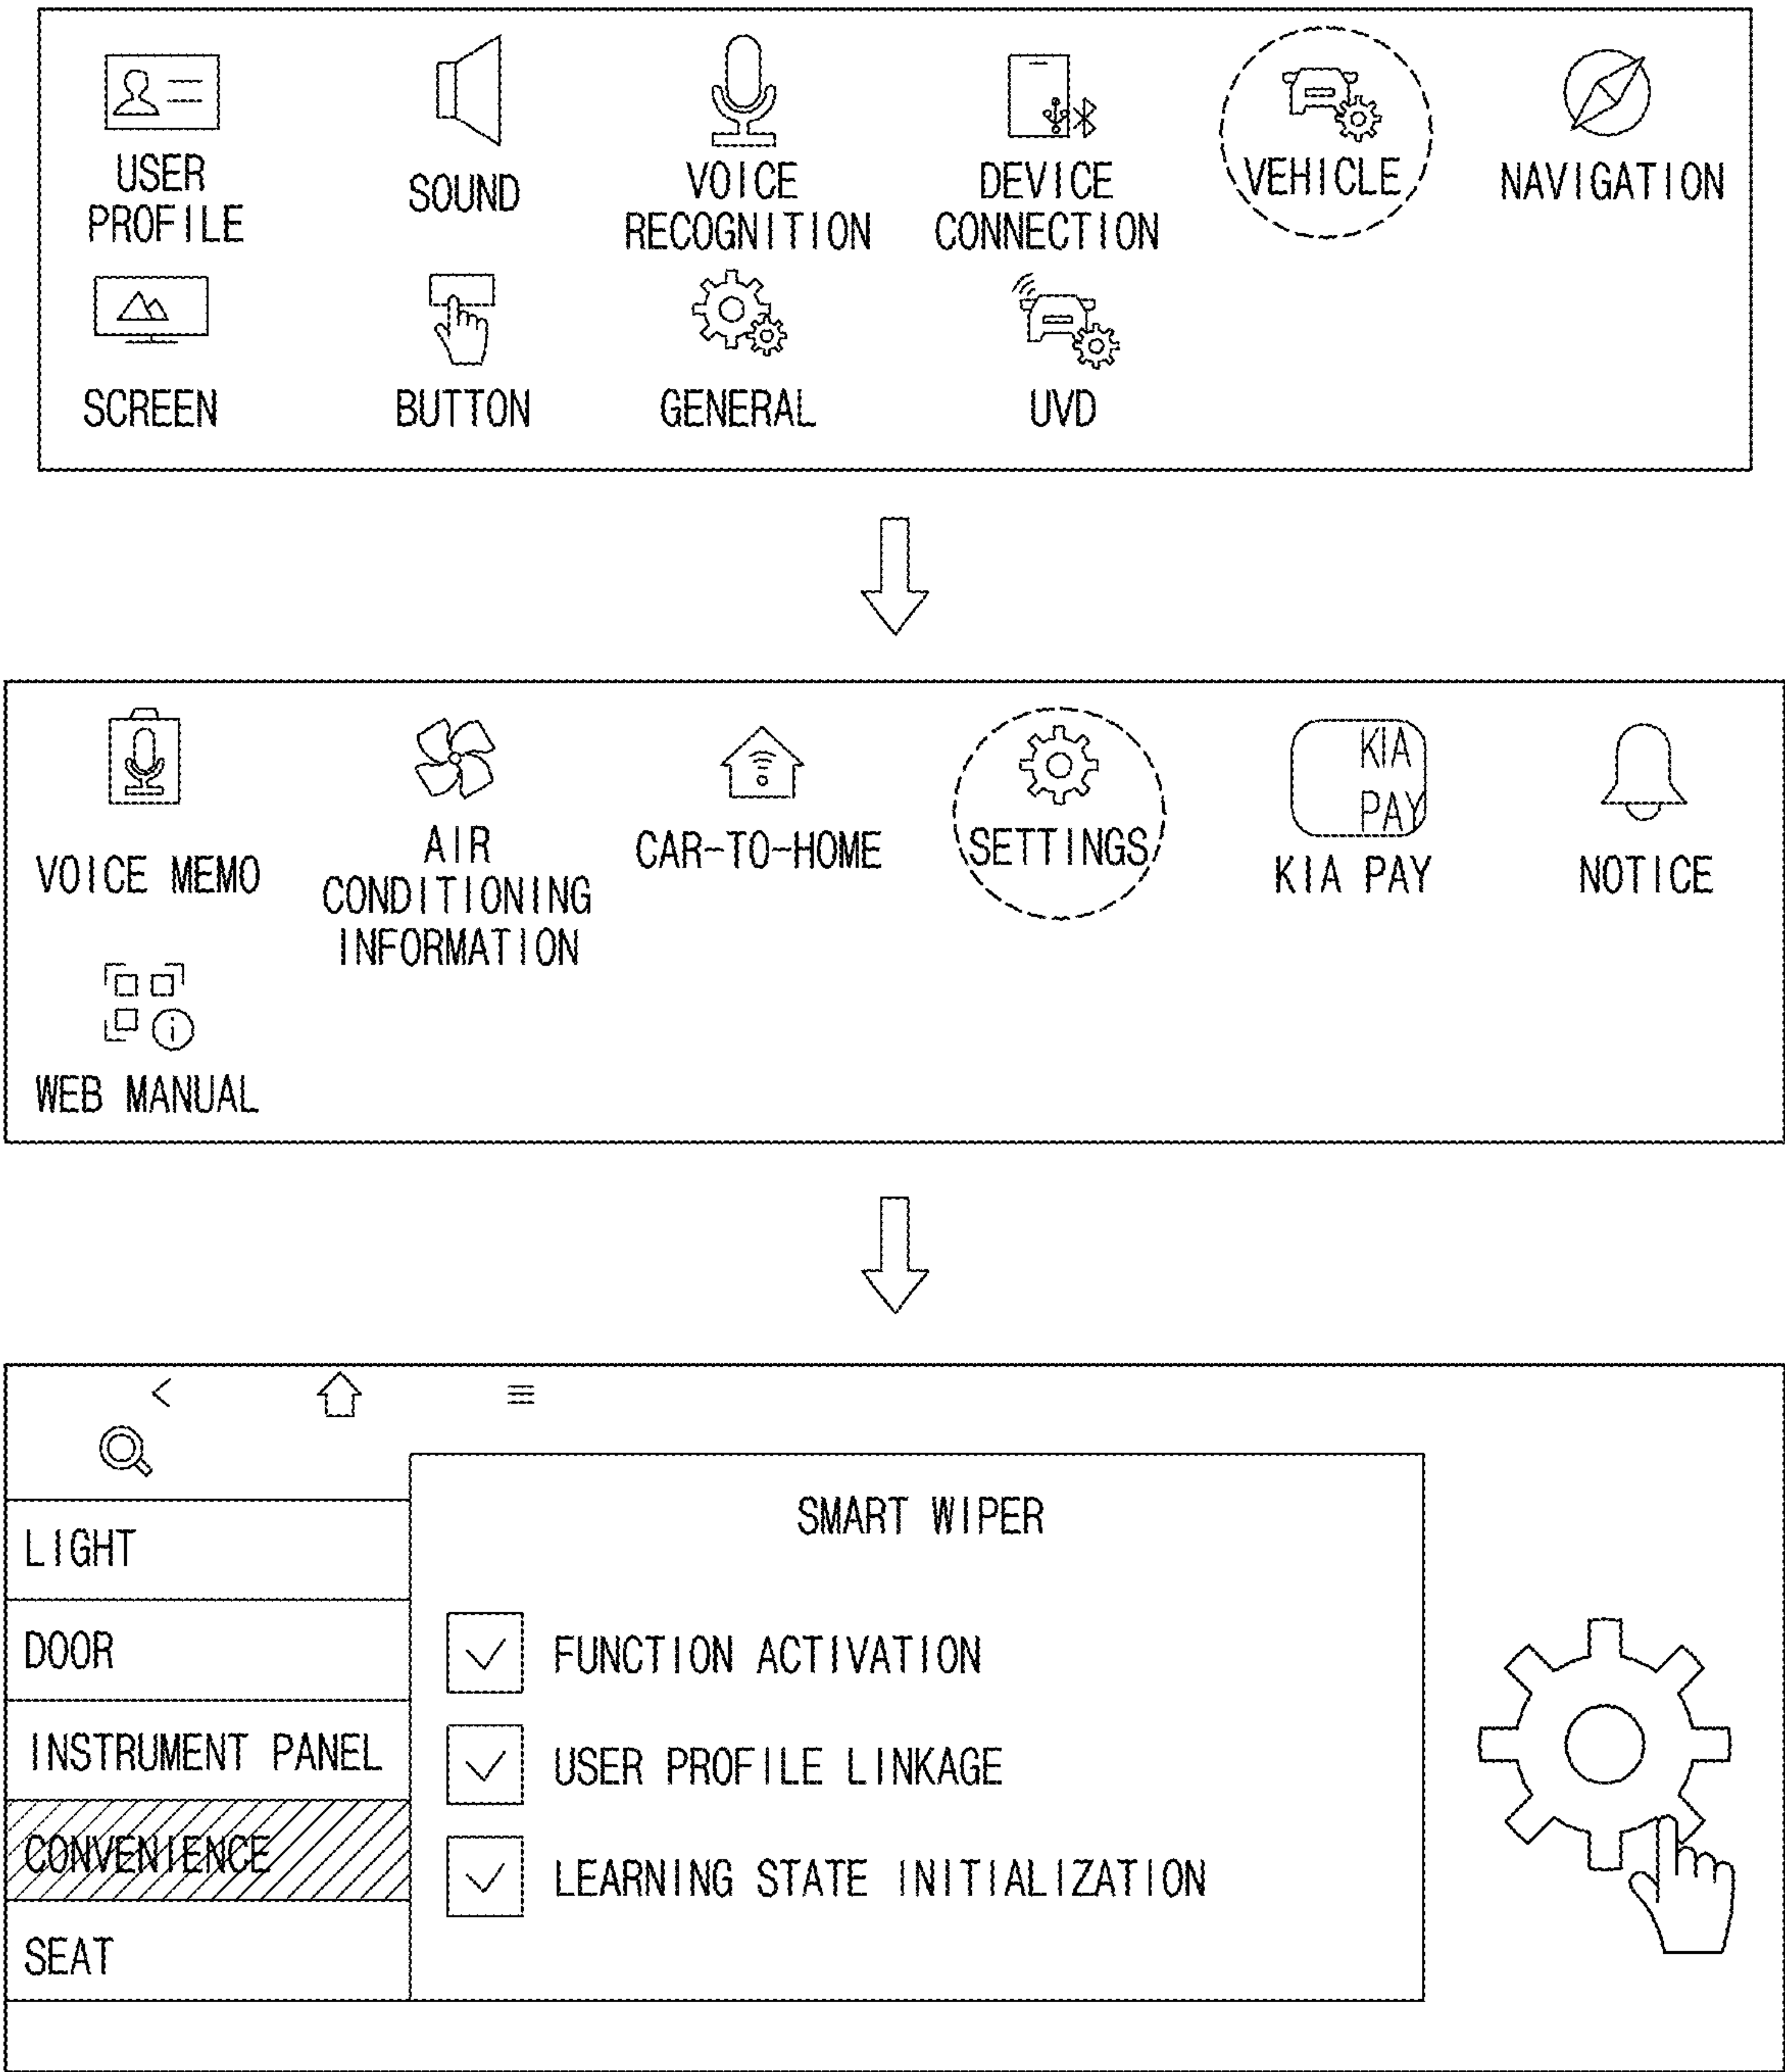 USER
PROFILE
SOUND
VOICE
RECOGNITION
DEVICE
CONNECTION
VEHICLE
NAVIGATION
SCREEN
BUTTON
GENERAL
UVD
VOICE MEMO
AIR
CONDITIONING
INFORMATION
CAR-TO-HOME
SETTINGS
KIA
PAY
KIA PAY
NOTICE
i
WEB MANUAL
LIGHT
DOOR
INSTRUMENT PANEL
CONVENIENCE
SEAT
SMART WIPER
FUNCTION ACTIVATION
USER PROFILE LINKAGE
LEARNING STATE INITIALIZATION